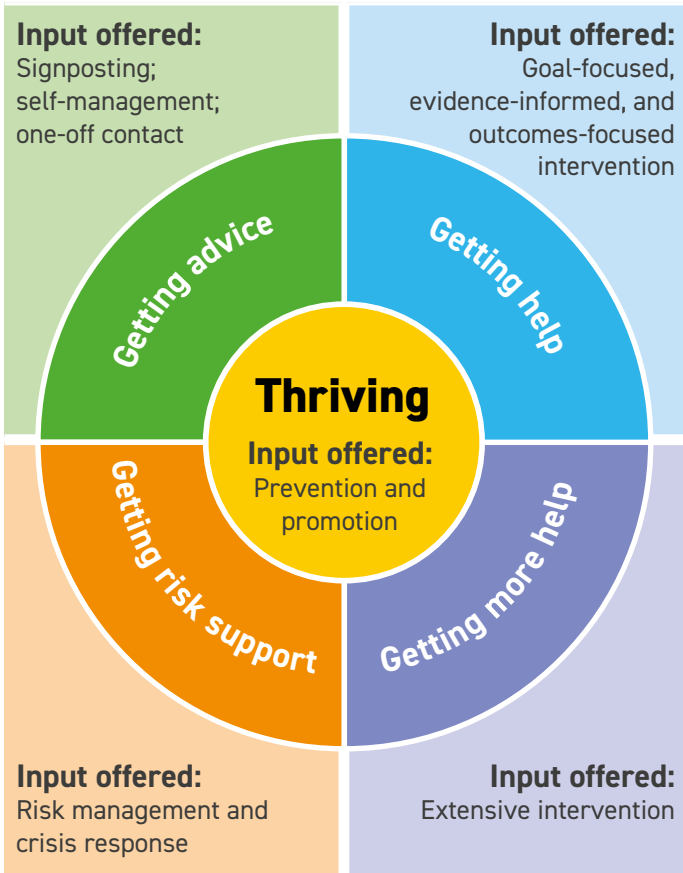 Input offered:
Signposting;
self-management;
one-off contact
Input offered:
Goal-focused,
evidence-informed, and
outcomes-focused
intervention
Getting advice
Getting help
Thriving
Input offered:
Prevention and
promotion
Getting risk support
Getting more help
Input offered:
Risk management and
crisis response
Input offered:
Extensive intervention